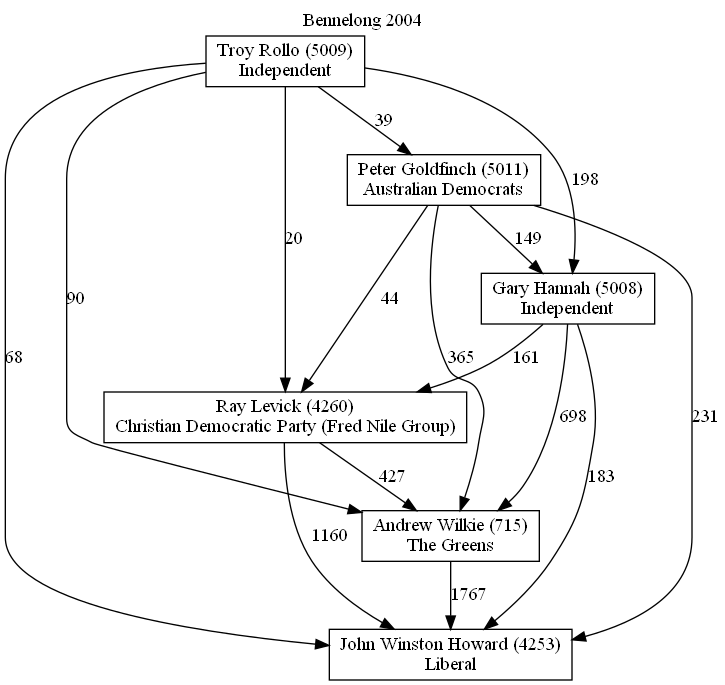 Bennelong 2004
Troy Rollo (5009)
Independent
39
Peter Goldfinch (5011)
Australian Democrats
198
20
149
Gary Hannah (5008)
Independent
90
44
68
365
161
Ray Levick (4260)
Christian Democratic Party (Fred Nile Group)
698
231
427
183
Andrew Wilkie (715)
The Greens
1160
1767
John Winston Howard (4253)
Liberal